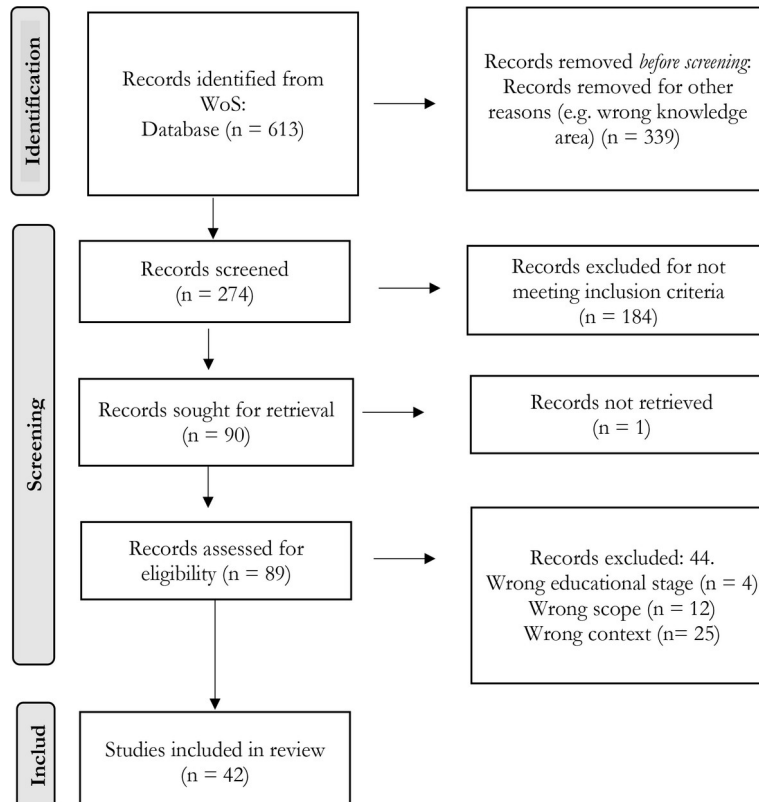 Identification
Records identified from
WoS:
Database (n = 613)
Records removed before screening:
Records removed for other
reasons (e.g. wrong knowledge
area) (n = 339)
Screening
Records screened
(n = 274)
Records excluded for not
meeting inclusion criteria
(n = 184)
Records sought for retrieval
(n = 90)
Records not retrieved
(n = 1)
Records assessed for
eligibility (n = 89)
Records excluded: 44.
Wrong educational stage (n = 4)
Wrong scope (n = 12)
Wrong context (n= 25)
Includ
Studies included in review
(n = 42)